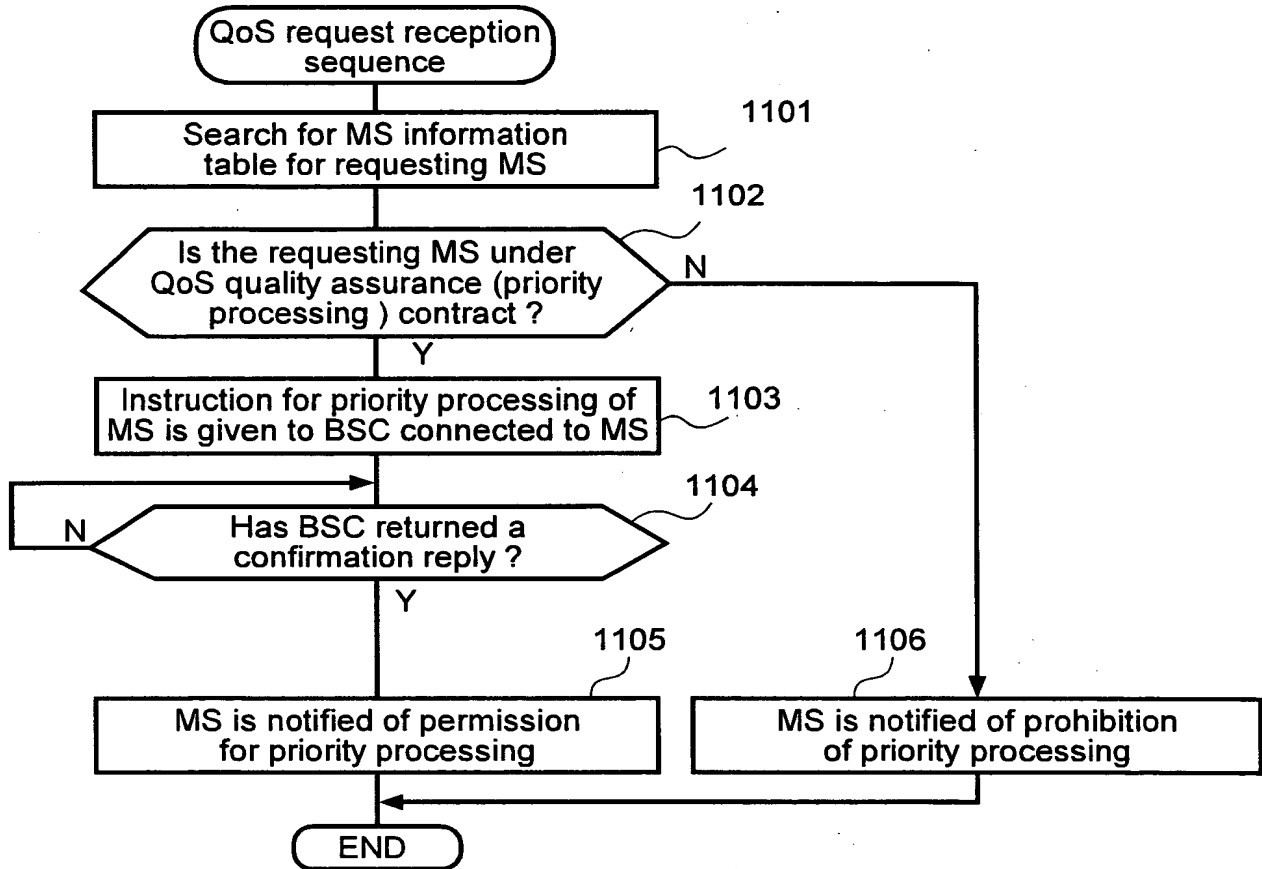 QoS request reception
sequence
1101
Search for MS information
table for requesting MS
1102
Is the requesting MS under
QoS quality assurance (priority
processing ) contract ?
N
Y
Instruction for priority processing of
MS is given to BSC connected to MS
1103
1104
Has BSC returned a
confirmation reply ?
N
Y
1105
MS is notified of permission
for priority processing
1106
MS is notified of prohibition
of priority processing
END